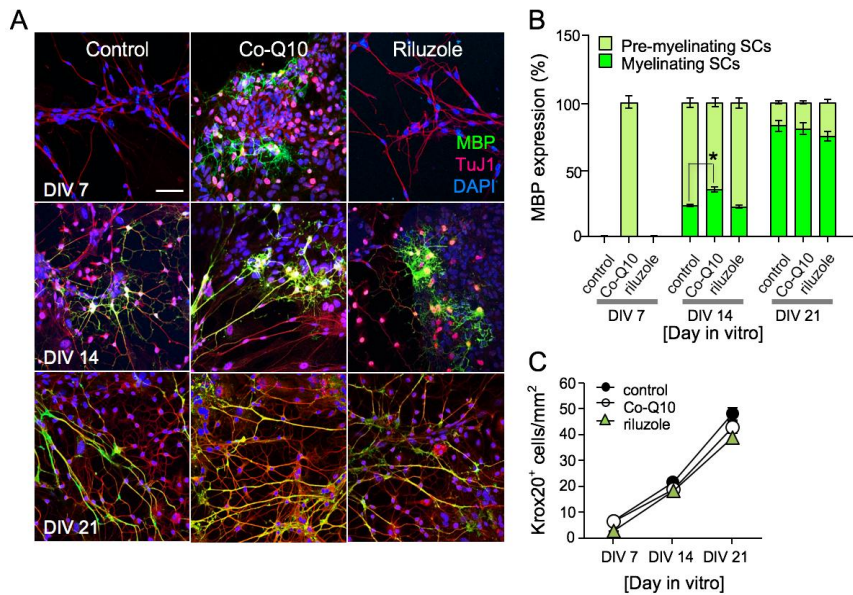 A
Control
Co-Q10
Riluzole
MBP
TuJ1
DAPI
DIV 7
DIV 14
DIV 21
B
Pre-myelinating SCs
Myelinating SCs
MBP expression (%)
150
100
50
0
*
control
Co-Q10
riluzole
control
Co-Q10
riluzole
control
Co-Q10
riluzole
DIV 7
DIV 14
DIV 21
[Day in vitro]
C
control
Co-Q10
riluzole
Krox20⁺ cells/mm²
60
50
40
30
20
10
0
DIV 7
DIV 14
DIV 21
[Day in vitro]